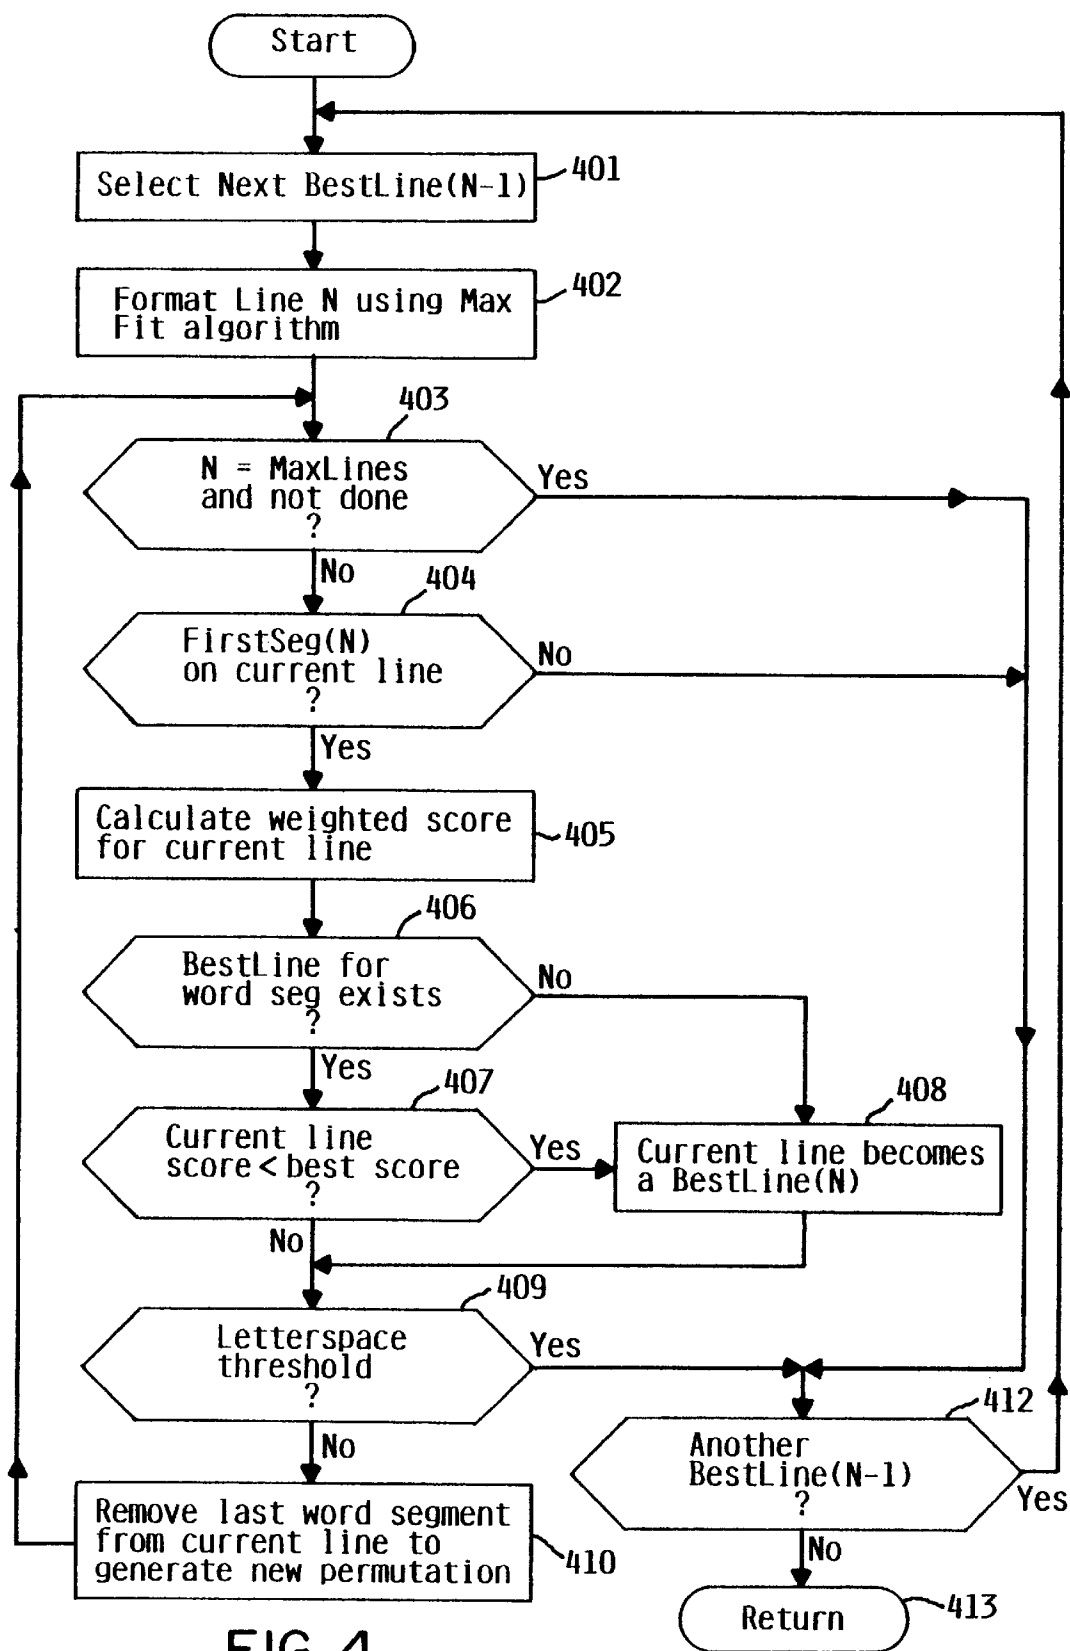 Start
Select Next BestLine(N-1)
401
Format Line N using Max
Fit algorithm
402
403
N = MaxLines
and not done
?
Yes
No
404
FirstSeg(N)
on current line
?
No
Yes
Calculate weighted score
for current line
405
406
BestLine for
word seg exists
?
No
Yes
407
Current line
score < best score
?
Yes
408
Current line becomes
a BestLine(N)
No
409
Letterspace
threshold
?
Yes
412
Another
BestLine(N-1)
?
Yes
No
Remove last word segment
from current line to
generate new permutation
410
No
Return
413
FIG. 4